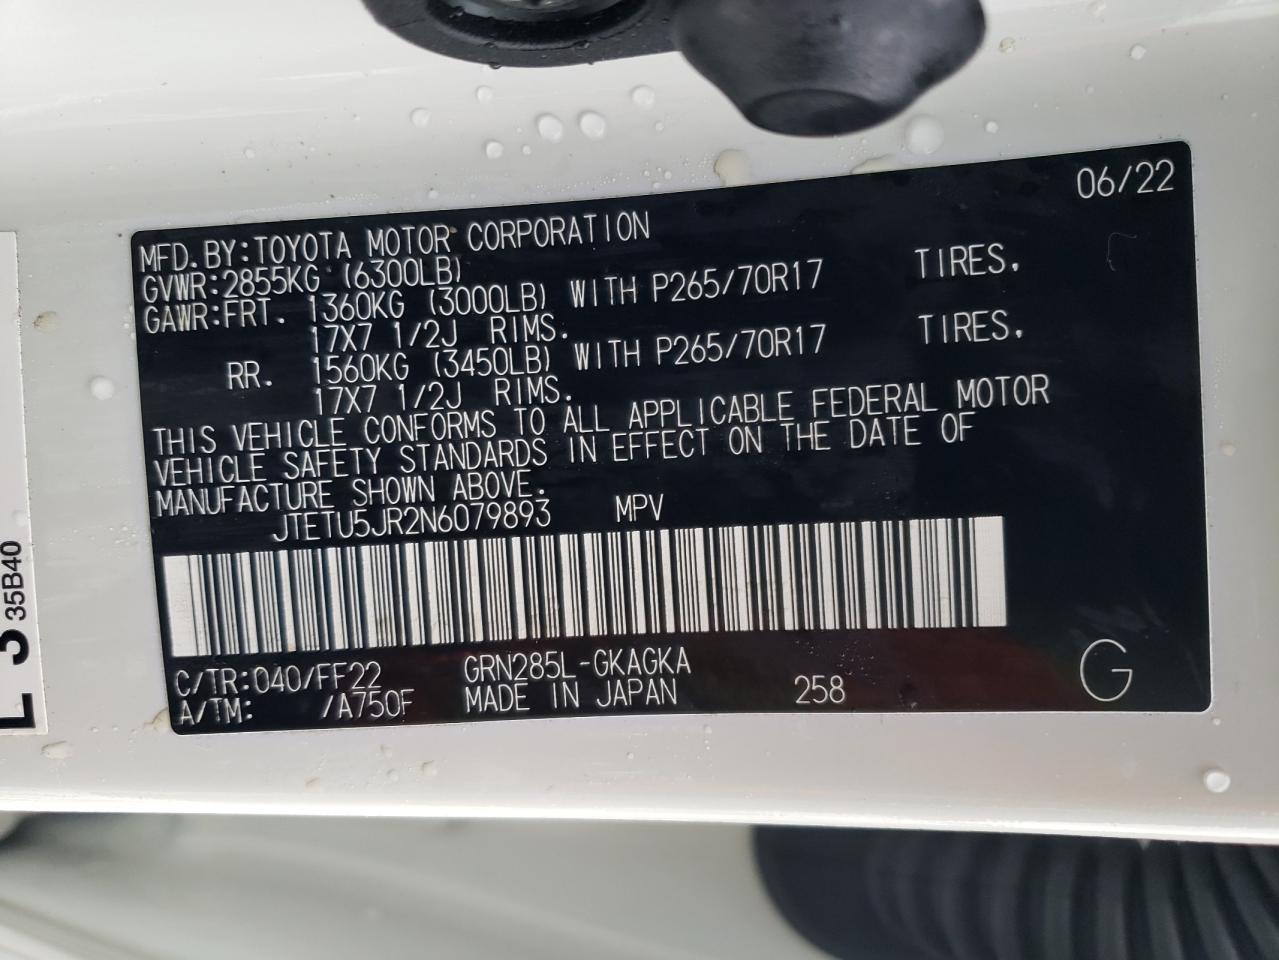 06/22
MFD.BY:TOYOTA MOTOR CORPORATION
GVWR:2855KG (6300LB)
GAWR:FRT. 1360KG (3000LB) WITH P265/70R17 TIRES.
17X7 1/2J RIMS.
RR. 1560KG (3450LB) WITH P265/70R17 TIRES.
17X7 1/2J RIMS.
THIS VEHICLE CONFORMS TO ALL APPLICABLE FEDERAL MOTOR
VEHICLE SAFETY STANDARDS IN EFFECT ON THE DATE OF
MANUFACTURE SHOWN ABOVE.
JTETU5JR2N6079893 MPV
C/TR:040/FF22 GRN285L-GKAGKA
A/TM: /A750F MADE IN JAPAN 258 G
35B40